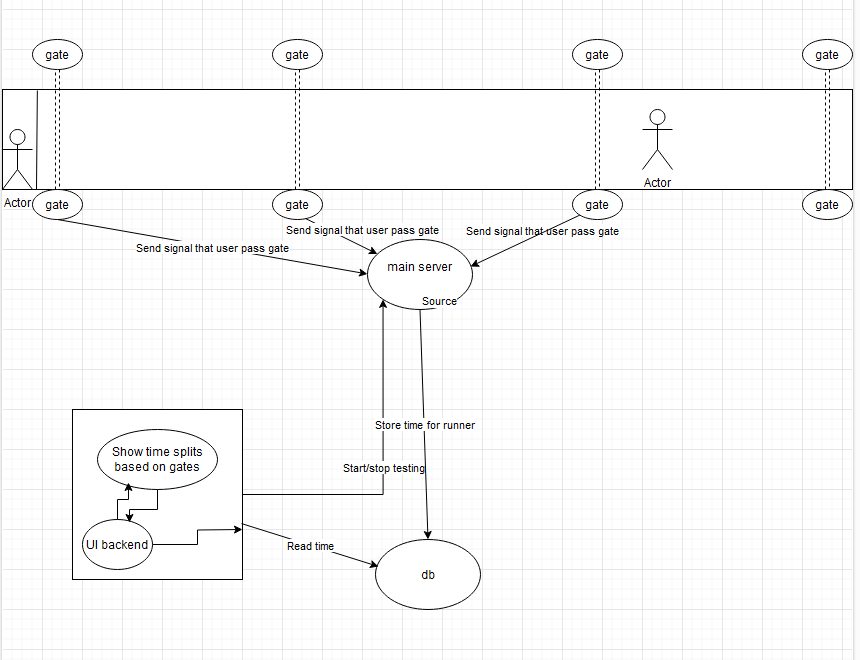 gate
gate
gate
gate
Actor
Actor
gate
gate
gate
gate
Send signal that user pass gate
Send signal that user pass gate
Send signal that user pass gate
main server
Source
Store time for runner
Show time splits
based on gates
Start/stop testing
UI backend
Read time
db